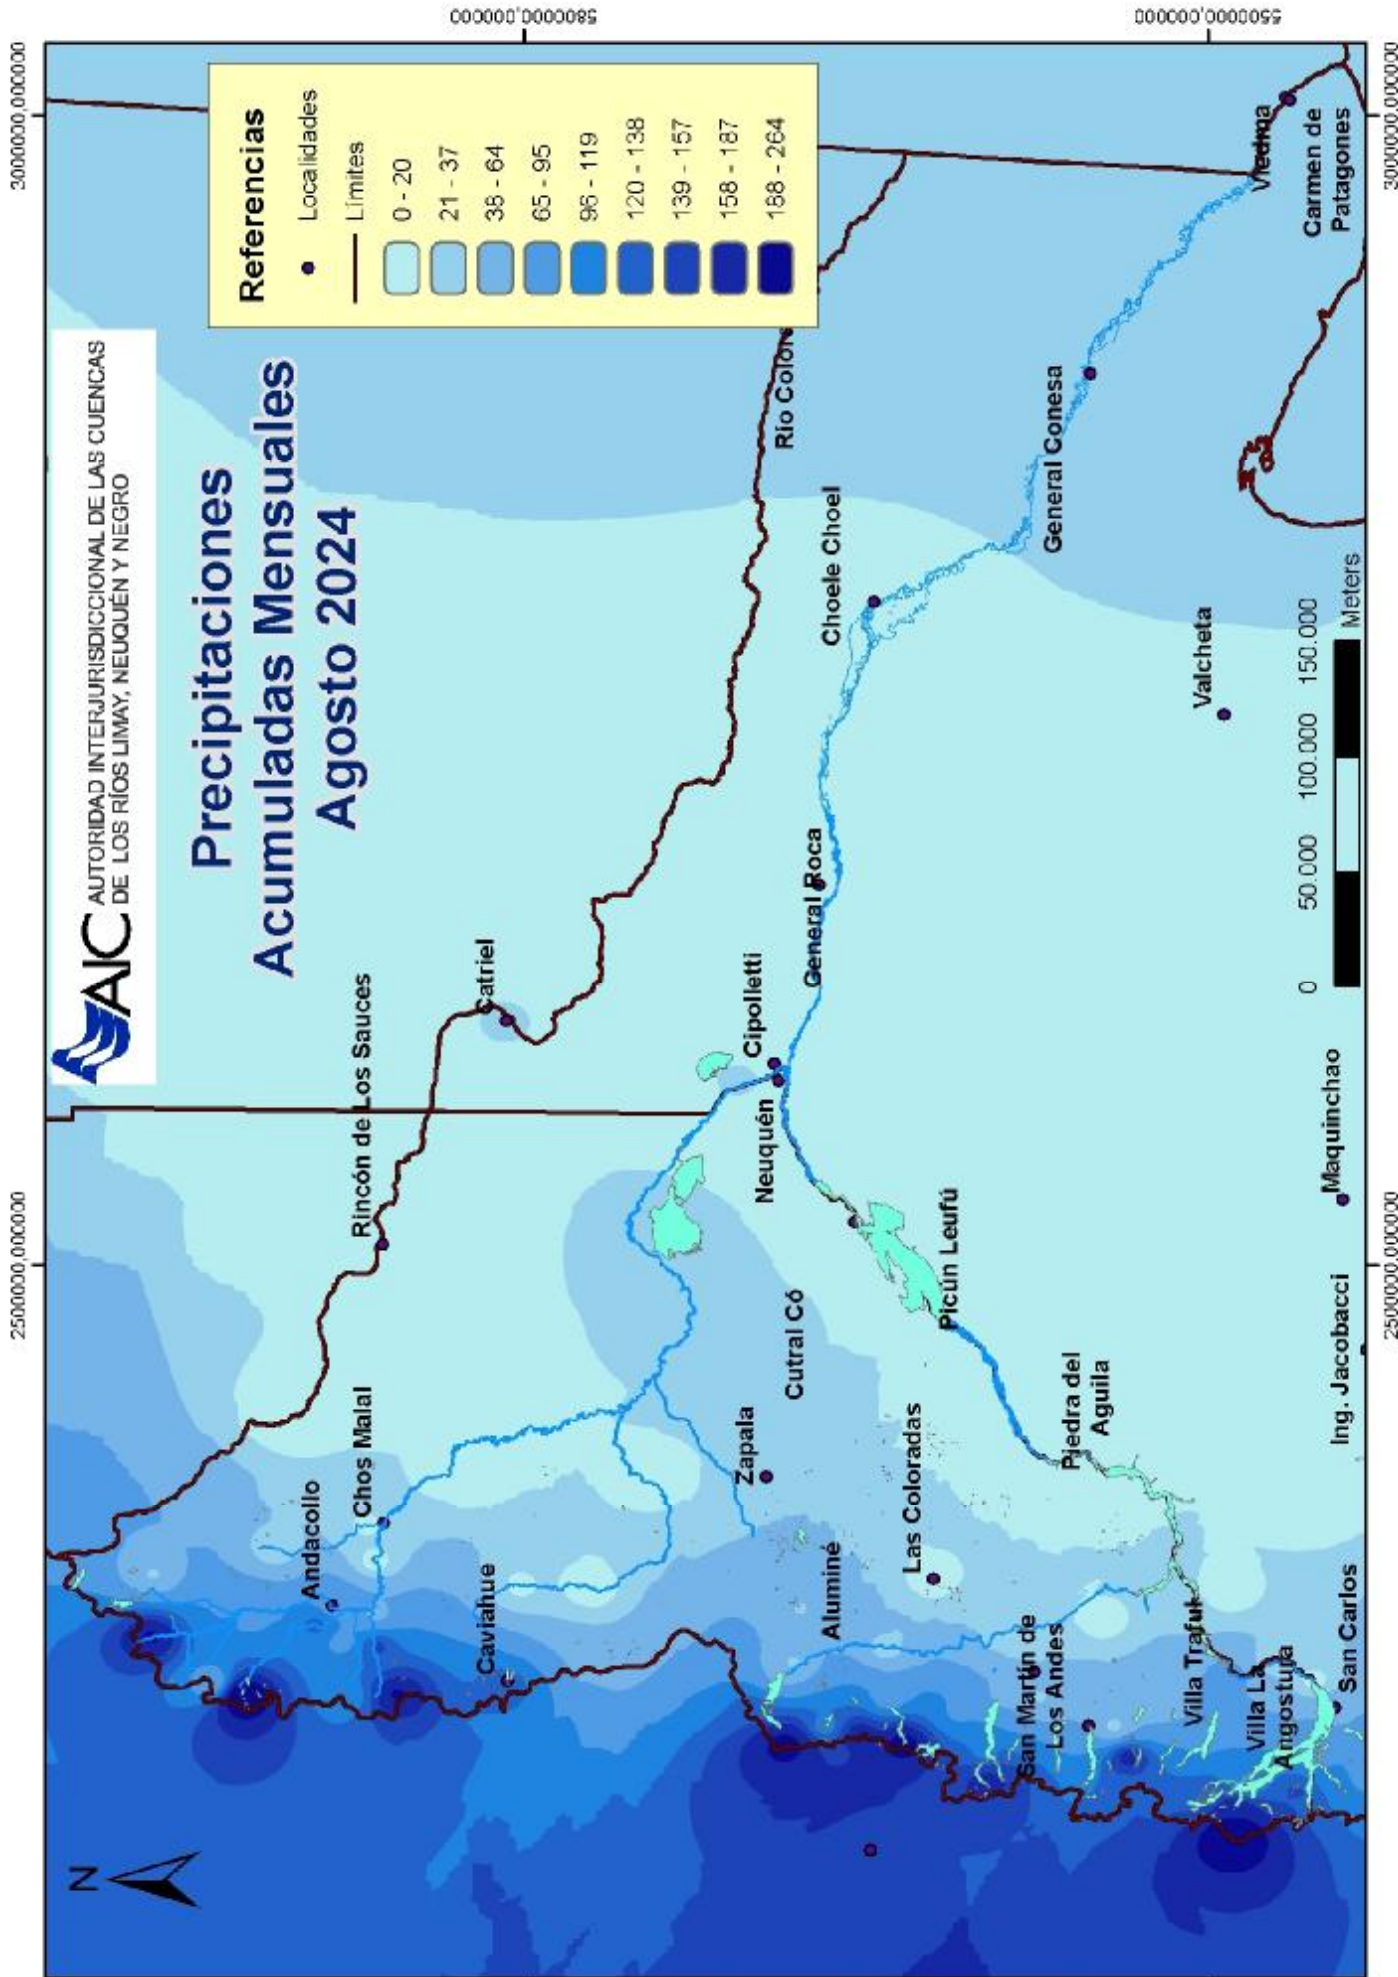 AIC
AUTORIDAD INTERJURISDICCIONAL DE LAS CUENCAS
DE LOS RÍOS LIMAY, NEUQUÉN Y NEGRO
Precipitaciones
Acumuladas Mensuales
Agosto 2024
Referencias
Localidades
Límites
0 - 20
21 - 37
38 - 64
65 - 95
96 - 119
120 - 138
139 - 157
158 - 187
188 - 264
N
2500000,000000
3000000,000000
5800000,000000
5500000,000000
2500000,000000
3000000,000000
Rincón de Los Sauces
Catriel
Chos Malal
Andacollo
Caviahue
Cipolletti
Neuquén
General Roca
Río Color
Choele Choel
General Conesa
Viedma
Carmen de
Patagones
Zapala
Cutral Có
Picún Leufú
Aluminé
Las Coloradas
Piedra del
Aguila
San Martín de
Los Andes
Villa Traful
Villa La
Angostura
San Carlos
Ing. Jacobacci
Maquinchao
Valcheta
0 50.000 100.000 150.000
Meters